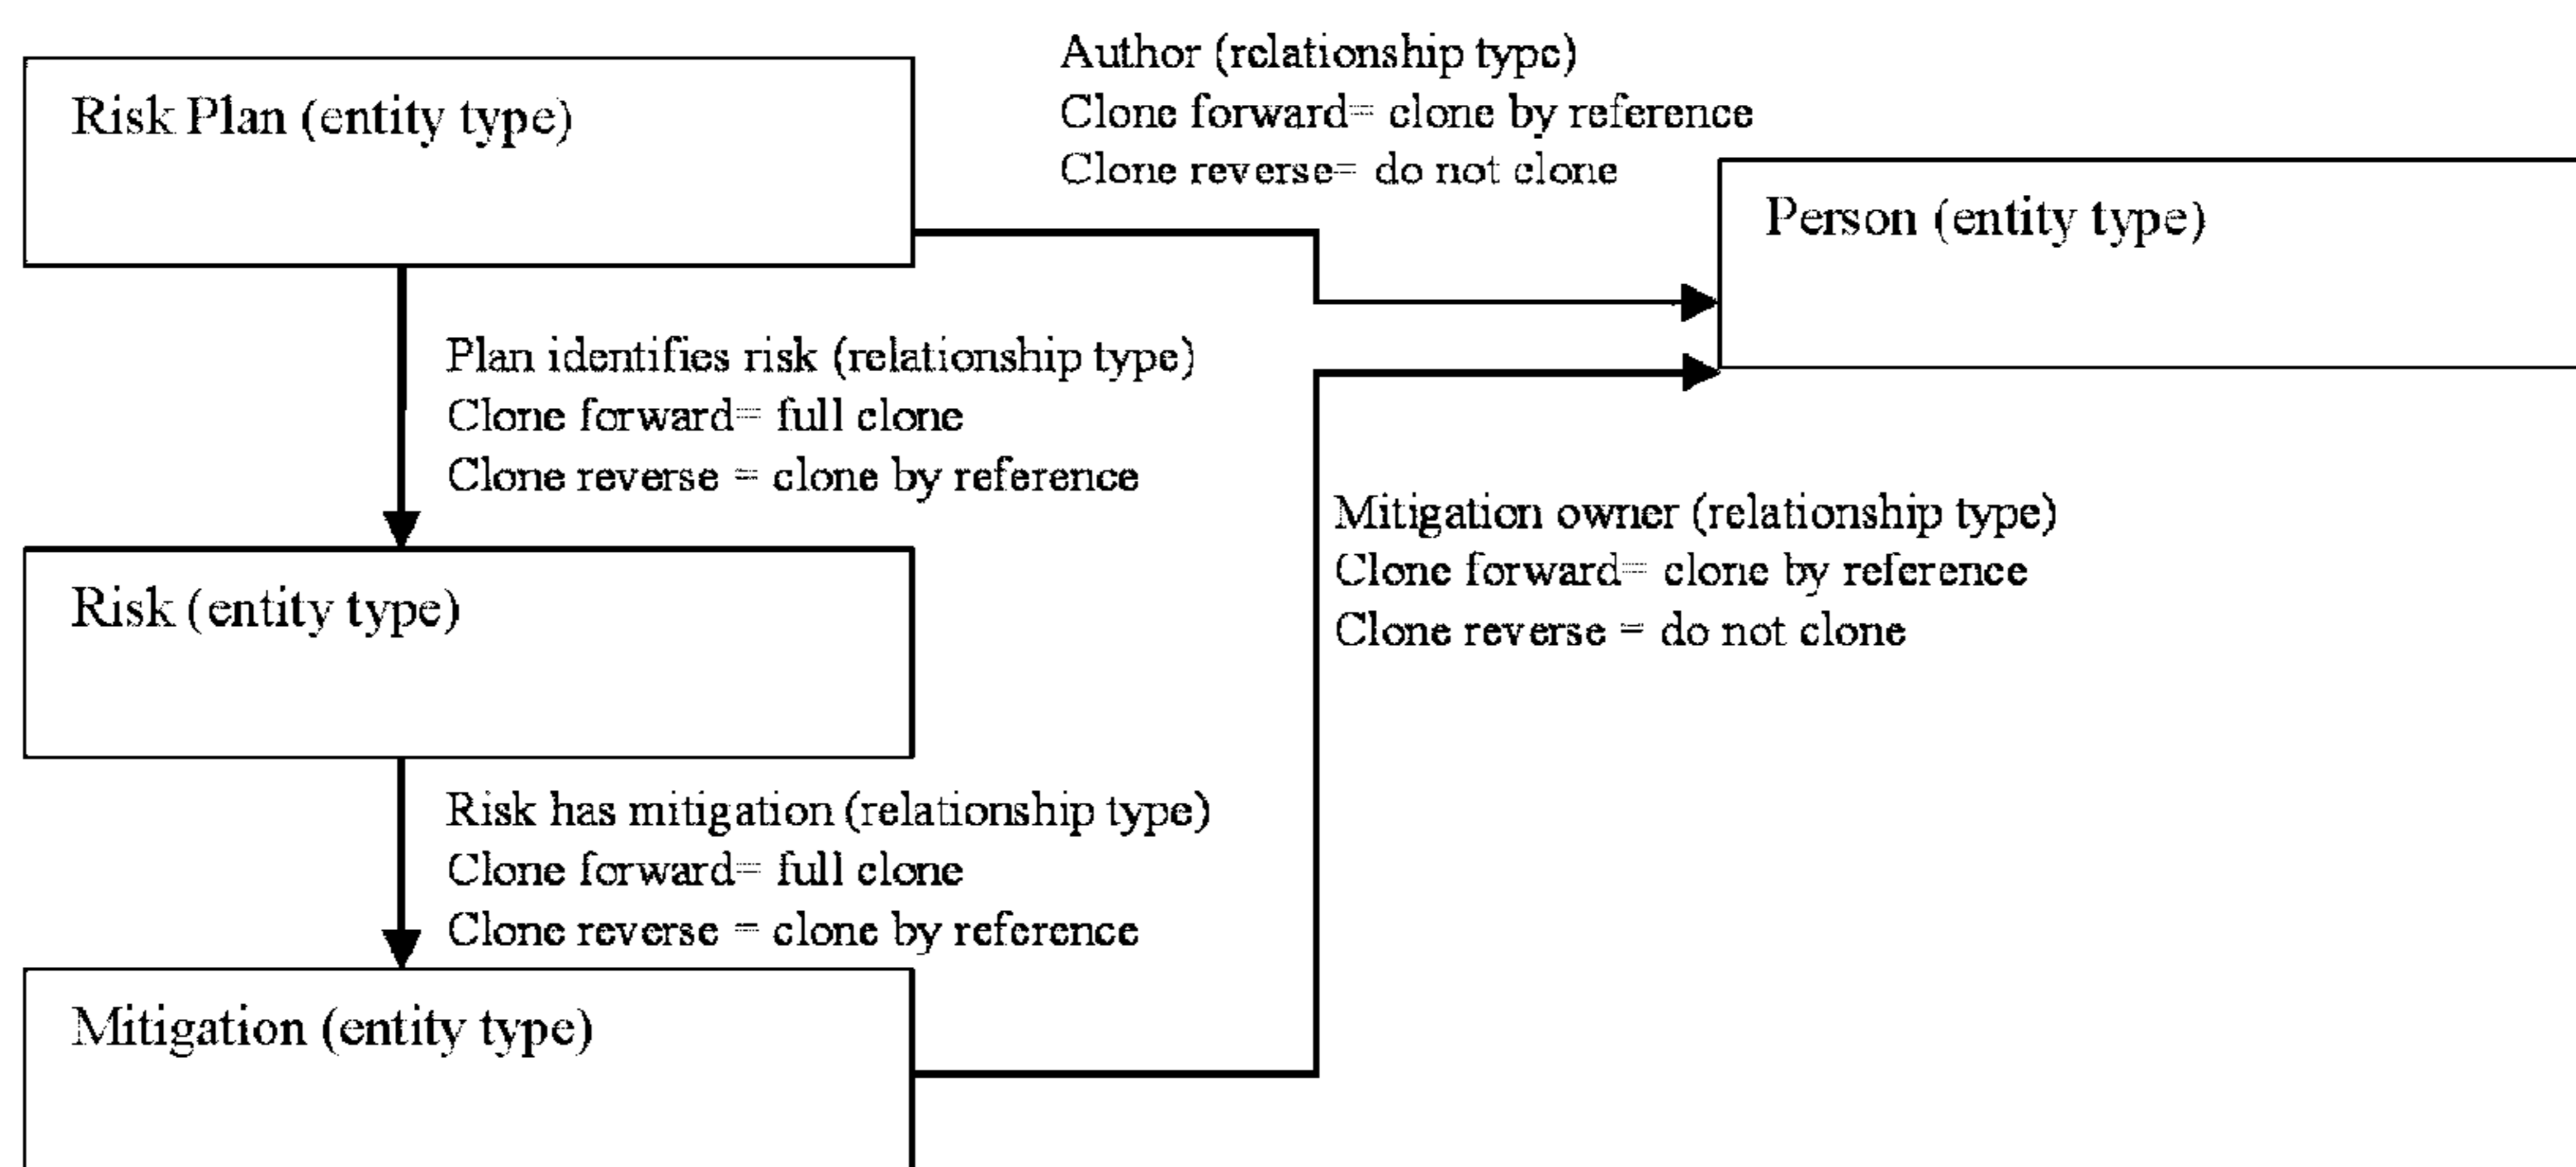 Risk Plan (entity type)
Author (relationship type)
Clone forward= clone by reference
Clone reverse= do not clone
Person (entity type)
Plan identifies risk (relationship type)
Clone forward= full clone
Clone reverse = clone by reference
Mitigation owner (relationship type)
Clone forward= clone by reference
Clone reverse = do not clone
Risk (entity type)
Risk has mitigation (relationship type)
Clone forward= full clone
Clone reverse = clone by reference
Mitigation (entity type)